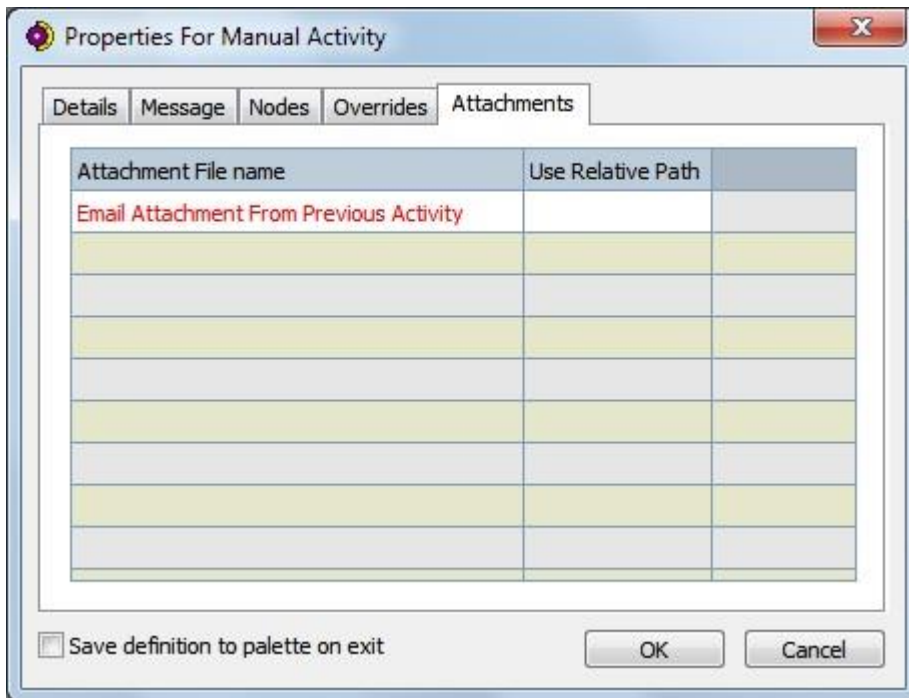 Properties For Manual Activity
Details Message Nodes Overrides Attachments
Attachment File name Use Relative Path
Email Attachment From Previous Activity
Save definition to palette on exit OK Cancel